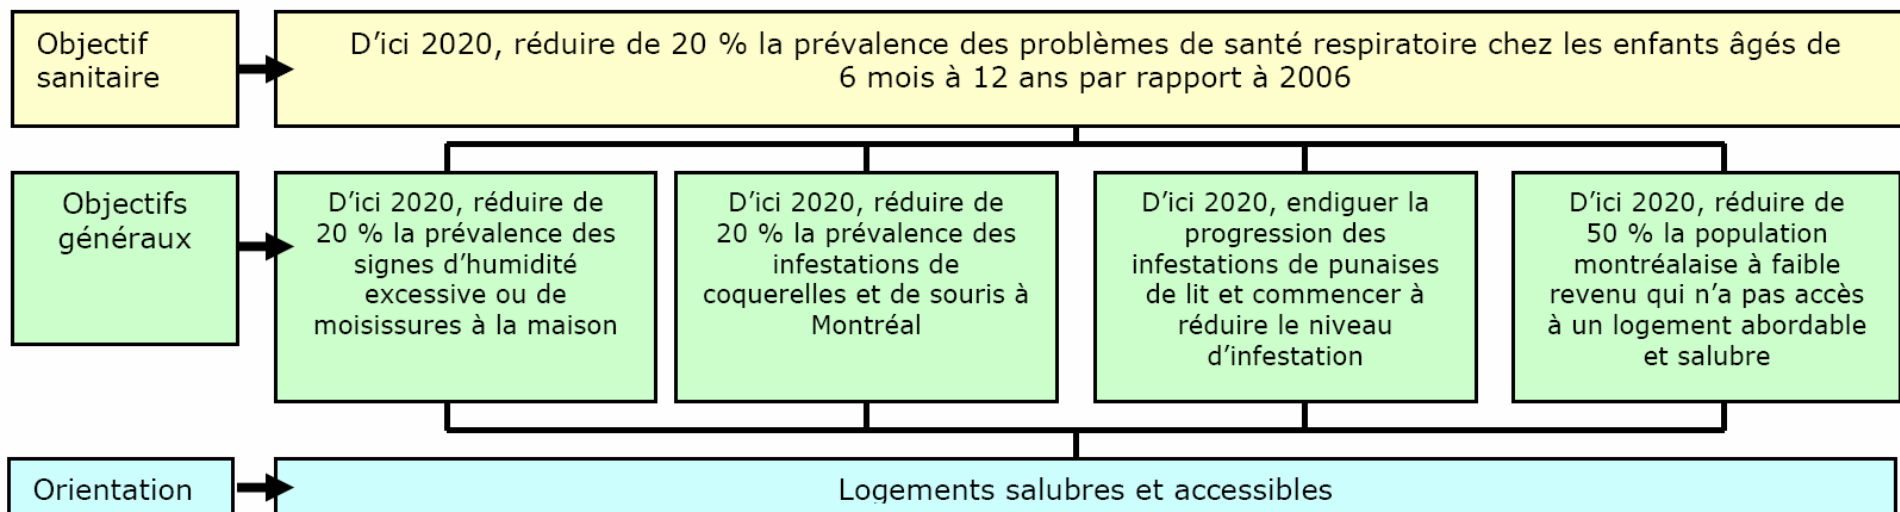 Objectif
sanitaire
D'ici 2020, réduire de 20 % la prévalence des problèmes de santé respiratoire chez les enfants âgés de
6 mois à 12 ans par rapport à 2006
Objectifs
généraux
D'ici 2020, réduire de
20 % la prévalence des
signes d'humidité
excessive ou de
moisissures à la maison
D'ici 2020, réduire de
20 % la prévalence des
infestations de
coquerelles et de souris à
Montréal
D'ici 2020, endiguer la
progression des
infestations de punaises
de lit et commencer à
réduire le niveau
d'infestation
D'ici 2020, réduire de
50 % la population
montréalaise à faible
revenu qui n'a pas accès
à un logement abordable
et salubre
Orientation
Logements salubres et accessibles